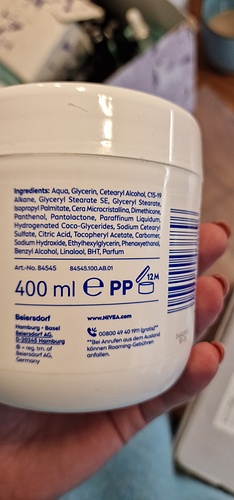 Ingredients: Aqua, Glycerin, Cetearyl Alcohol, C15-19
Alkane, Glyceryl Stearate SE, Glyceryl Stearate,
Isopropyl Palmitate, Cera Microcristallina, Dimethicone,
Panthenol, Pantolactone, Paraffinum Liquidum,
Hydrogenated Coco-Glycerides, Sodium Cetearyl
Sulfate, Citric Acid, Tocopheryl Acetate, Carbomer,
Sodium Hydroxide, Ethylhexylglycerin, Phenoxyethanol,
Benzyl Alcohol, Linalool, BHT, Parfum
Art.-No. 84545 84545.100.AB.01
400 ml ℮ PP 12M
Beiersdorf
Hamburg • Basel
Beiersdorf AG,
D-20245 Hamburg
® = reg. tm. of
Beiersdorf AG,
Germany
www.NIVEA.com
00800 49 40 1911 (gratis)**
**Bei Anrufen aus dem Ausland
können Roaming-Gebühren
anfallen.